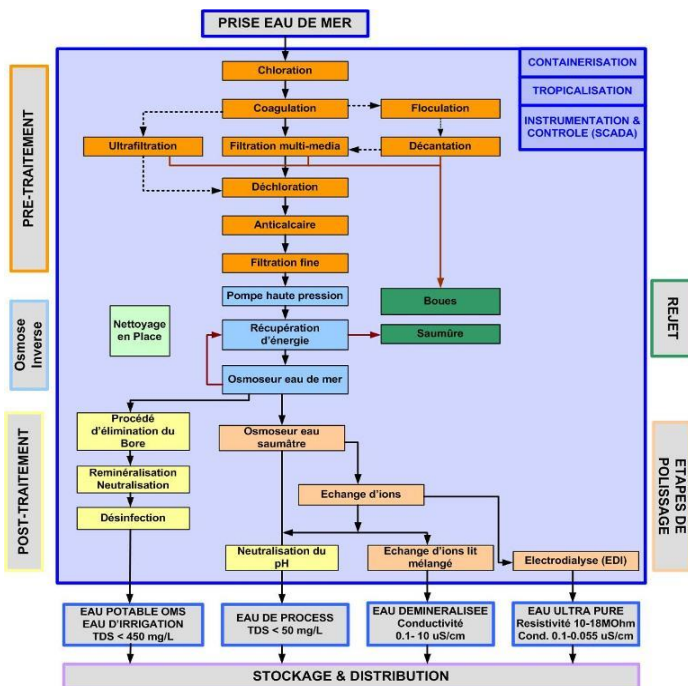 PRISE EAU DE MER
CONTAINERISATION
TROPICALISATION
INSTRUMENTATION &
CONTROLE (SCADA)
PRE-TRAITEMENT
Chloration
Coagulation
Floculation
Ultrafiltration
Filtration multi-media
Décantation
Déchloration
Anticalcaire
Filtration fine
Osmose
Inverse
Pompe haute pression
Boues
Nettoyage
en Place
Récupération
d'énergie
Saumûre
REJET
Osmoseur eau de mer
POST-TRAITEMENT
Procédé
d'élimination du
Bore
Osmoseur eau
saumâtre
Reminéralisation
Neutralisation
Echange d'ions
Désinfection
ETAPES DE
POLISSAGE
Neutralisation du
pH
Echange d'ions lit
mélangé
Electrodialyse (EDI)
EAU POTABLE OMS
EAU D'IRRIGATION
TDS < 450 mg/L
EAU DE PROCESS
TDS < 50 mg/L
EAU DEMINERALISEE
Conductivité
0.1- 10 uS/cm
EAU ULTRA PURE
Resistivité 10-18MOhm
Cond. 0.1-0.055 uS/cm
STOCKAGE & DISTRIBUTION